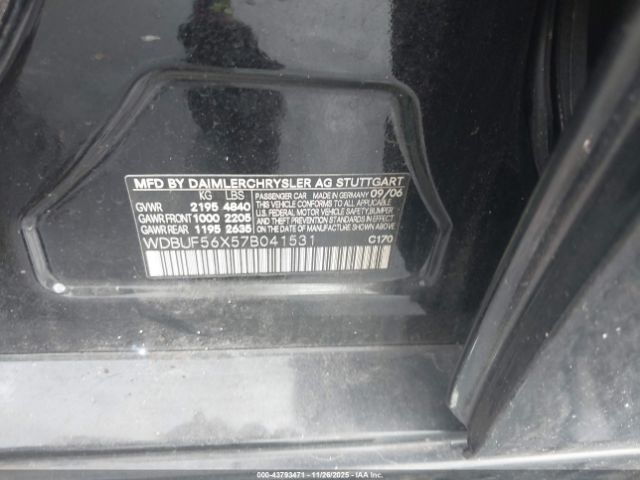 MFD BY DAIMLERCHRYSLER AG STUTTGART
KG LBS
GVWR 2195 4840
GAWR FRONT 1000 2205
GAWR REAR 1195 2635
PASSENGER CAR MADE IN GERMANY 09/06
THIS VEHICLE CONFORMS TO ALL APPLICABLE
U.S. FEDERAL MOTOR VEHICLE SAFETY,BUMPER
AND THEFT PREVENTION STANDARDS
IN EFFECT ON THE DATE OF
MANUFACTURE SHOWN ABOVE
WDBUF56X57B041531 C170
000-43793471 - 11/26/2025 - IAAI.COM